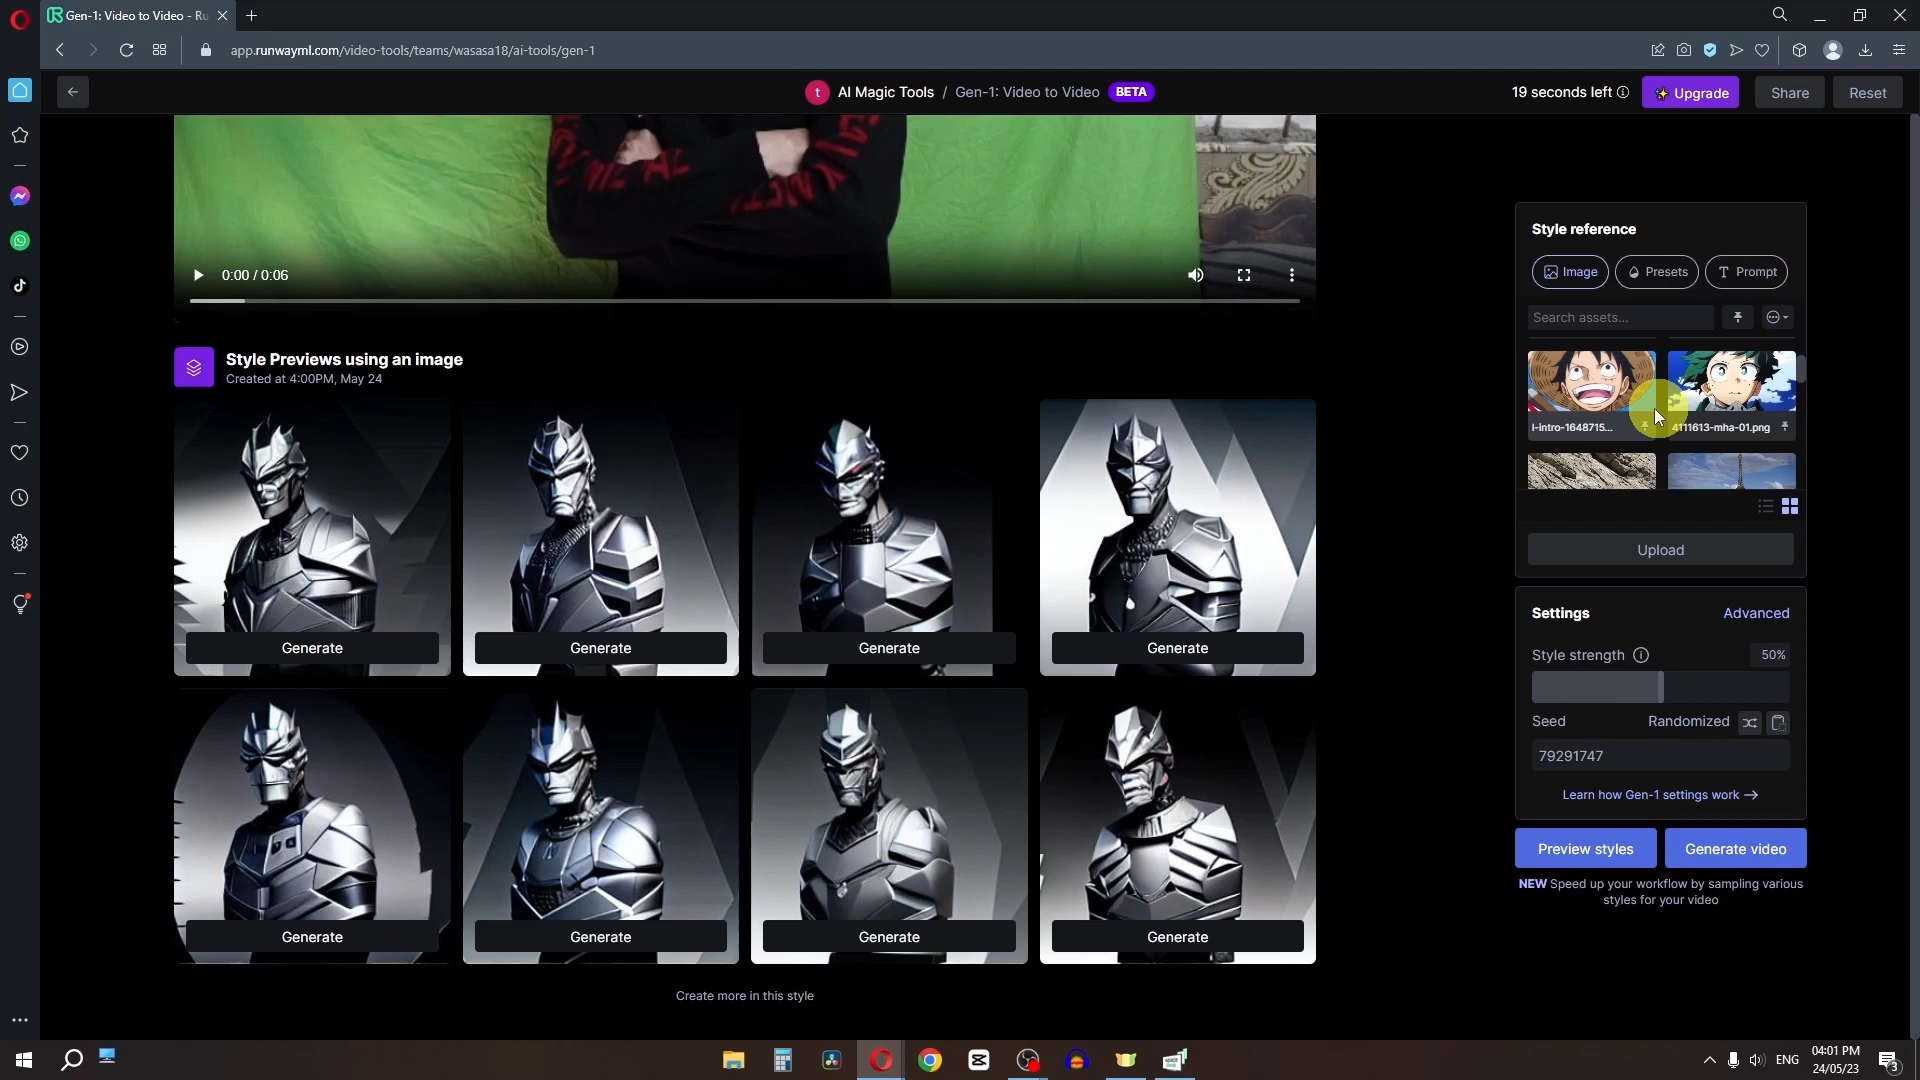 Gen-1: Video to Video - Ru
app.runwayml.com/video-tools/teams/wasasa18/ai-tools/gen-1
t AI Magic Tools / Gen-1: Video to Video BETA
19 seconds left
Upgrade
Share
Reset
0:00 / 0:06
Style Previews using an image
Created at 4:00PM, May 24
Generate
Generate
Generate
Generate
Generate
Generate
Generate
Generate
Create more in this style
Style reference
Image
Presets
T Prompt
Search assets...
l-intro-1648715...
4111613-mha-01.png
Upload
Settings
Advanced
Style strength
50%
Seed
Randomized
79291747
Learn how Gen-1 settings work →
Preview styles
Generate video
NEW Speed up your workflow by sampling various
styles for your video
ENG
04:01 PM
24/05/23
3